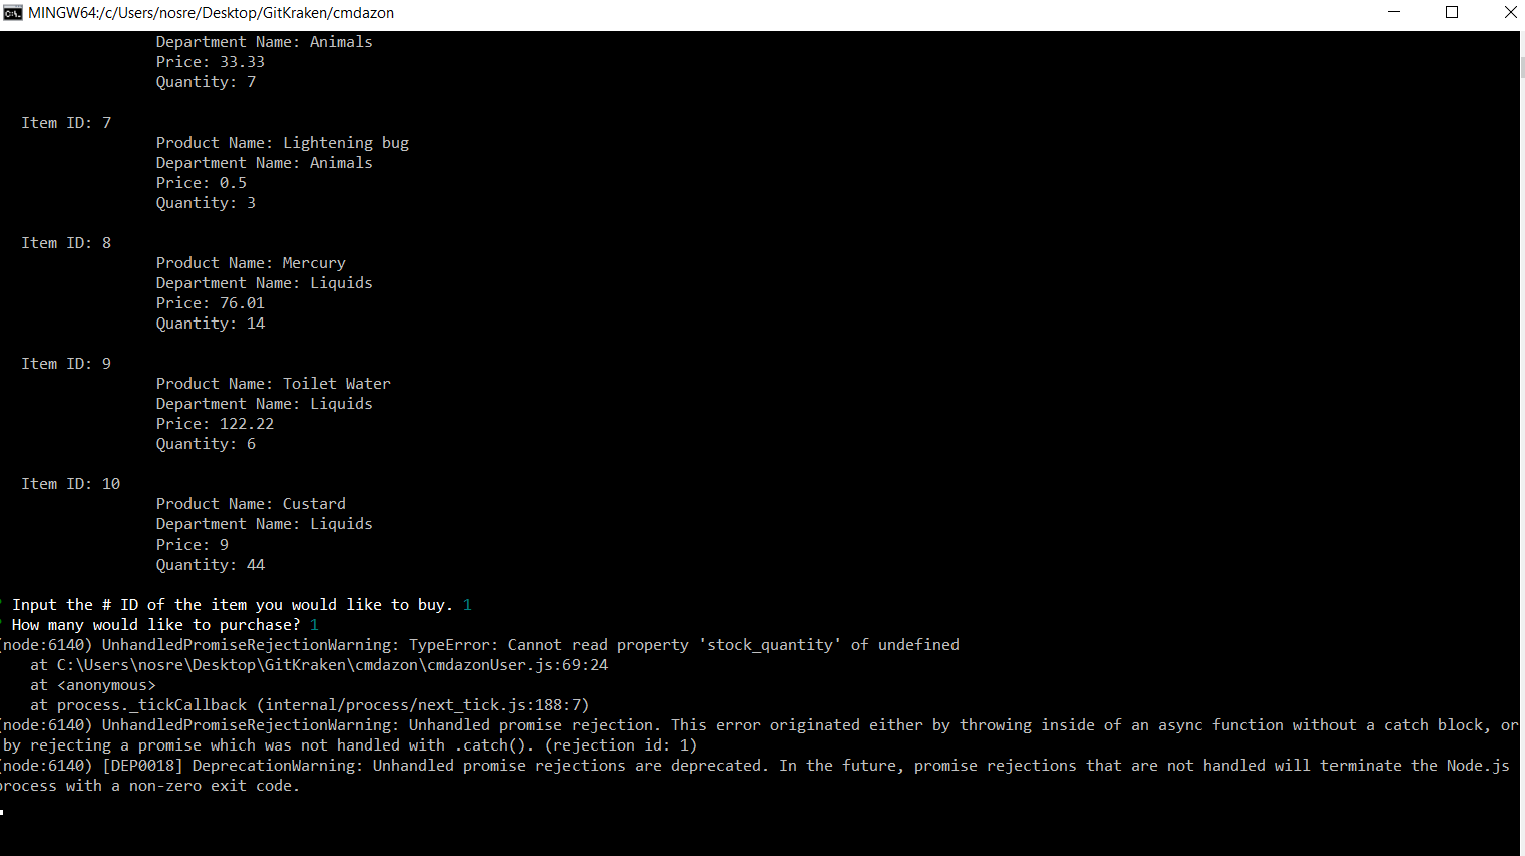 MINGW64:/c/Users/nosre/Desktop/GitKraken/cmdazon
Department Name: Animals
Price: 33.33
Quantity: 7
Item ID: 7
Product Name: Lightening bug
Department Name: Animals
Price: 0.5
Quantity: 3
Item ID: 8
Product Name: Mercury
Department Name: Liquids
Price: 76.01
Quantity: 14
Item ID: 9
Product Name: Toilet Water
Department Name: Liquids
Price: 122.22
Quantity: 6
Item ID: 10
Product Name: Custard
Department Name: Liquids
Price: 9
Quantity: 44
? Input the # ID of the item you would like to buy. 1
? How many would like to purchase? 1
(node:6140) UnhandledPromiseRejectionWarning: TypeError: Cannot read property 'stock_quantity' of undefined
at C:\Users\nosre\Desktop\GitKraken\cmdazon\cmdazonUser.js:69:24
at <anonymous>
at process._tickCallback (internal/process/next_tick.js:188:7)
(node:6140) UnhandledPromiseRejectionWarning: Unhandled promise rejection. This error originated either by throwing inside of an async function without a catch block, or
by rejecting a promise which was not handled with .catch(). (rejection id: 1)
(node:6140) [DEP0018] DeprecationWarning: Unhandled promise rejections are deprecated. In the future, promise rejections that are not handled will terminate the Node.js
process with a non-zero exit code.